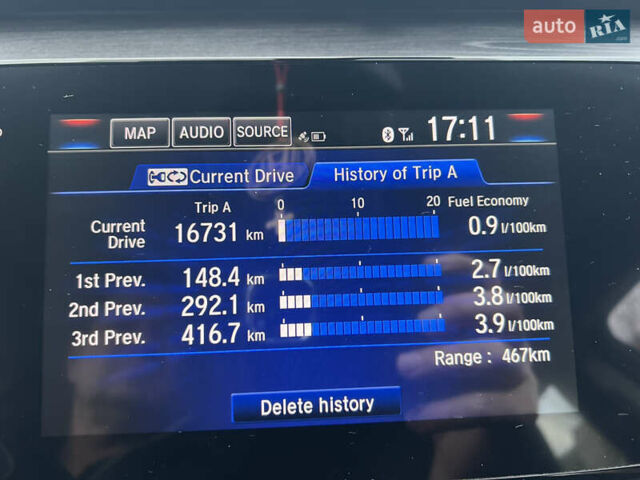 auto RIA.com
MAP AUDIO SOURCE 17:11
Current Drive History of Trip A
Trip A 0 10 20 Fuel Economy
Current Drive 16731 km 0.9 l/100km
1st Prev. 148.4 km 2.7 l/100km
2nd Prev. 292.1 km 3.8 l/100km
3rd Prev. 416.7 km 3.9 l/100km
Range : 467km
Delete history